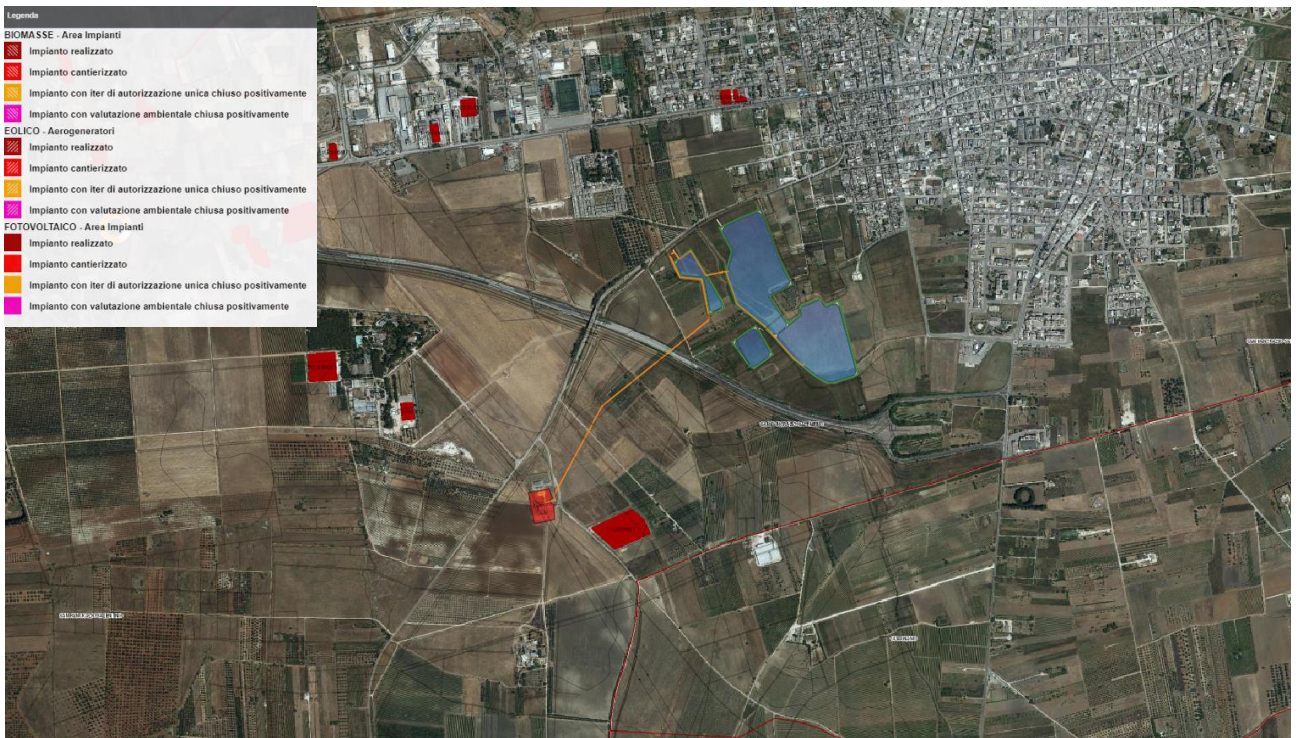 Legenda
BIOMASSE - Area Impianti
Impianto realizzato
Impianto cantierizzato
Impianto con iter di autorizzazione unica chiuso positivamente
Impianto con valutazione ambientale chiusa positivamente
EOLICO - Aerogeneratori
Impianto realizzato
Impianto cantierizzato
Impianto con iter di autorizzazione unica chiuso positivamente
Impianto con valutazione ambientale chiusa positivamente
FOTOVOLTAICO - Area Impianti
Impianto realizzato
Impianto cantierizzato
Impianto con iter di autorizzazione unica chiuso positivamente
Impianto con valutazione ambientale chiusa positivamente